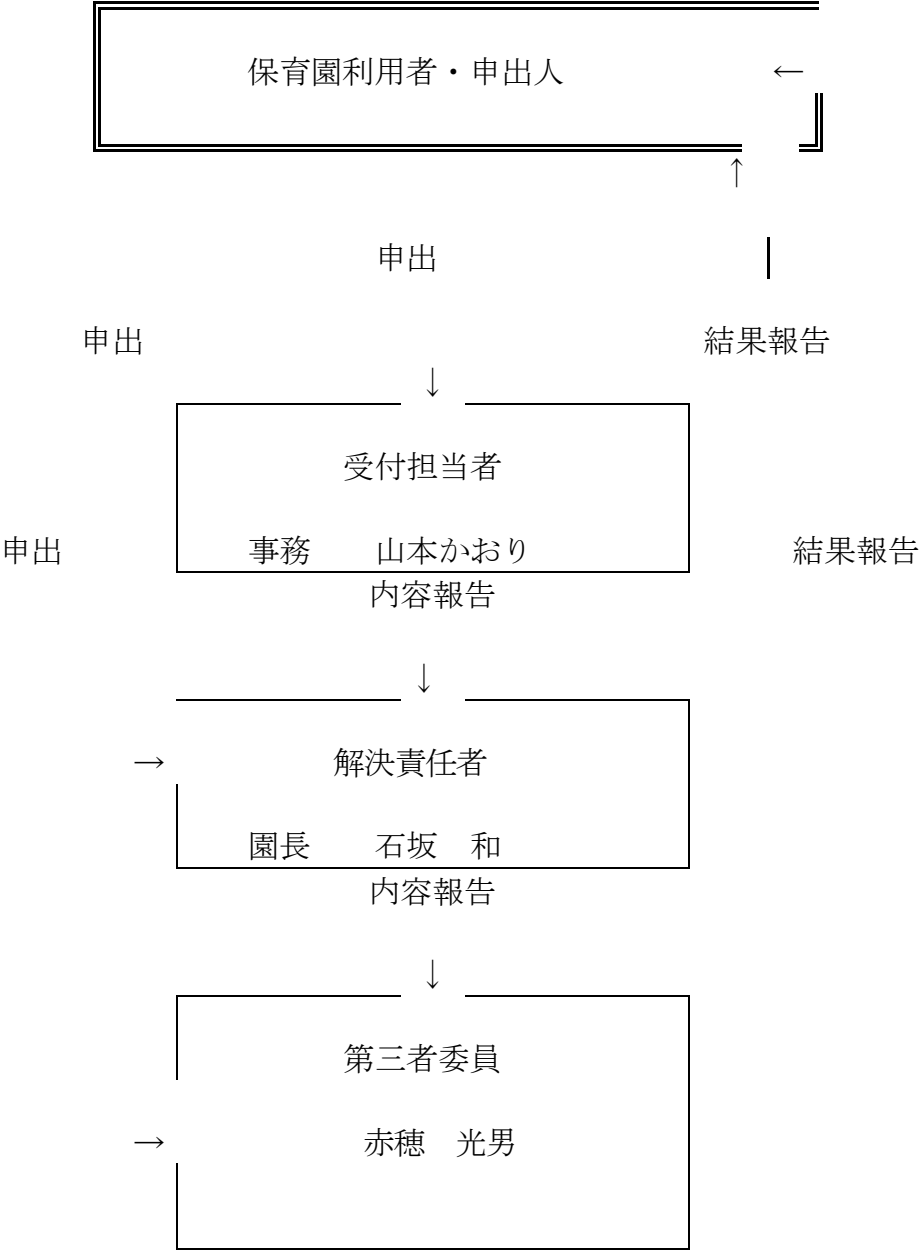 保育園利用者・申出人 ←
↑
申出
申出 結果報告
↓
受付担当者
申出 事務 山本かおり 結果報告
内容報告
↓
→ 解決責任者
園長 石坂 和
内容報告
↓
第三者委員
→ 赤穂 光男